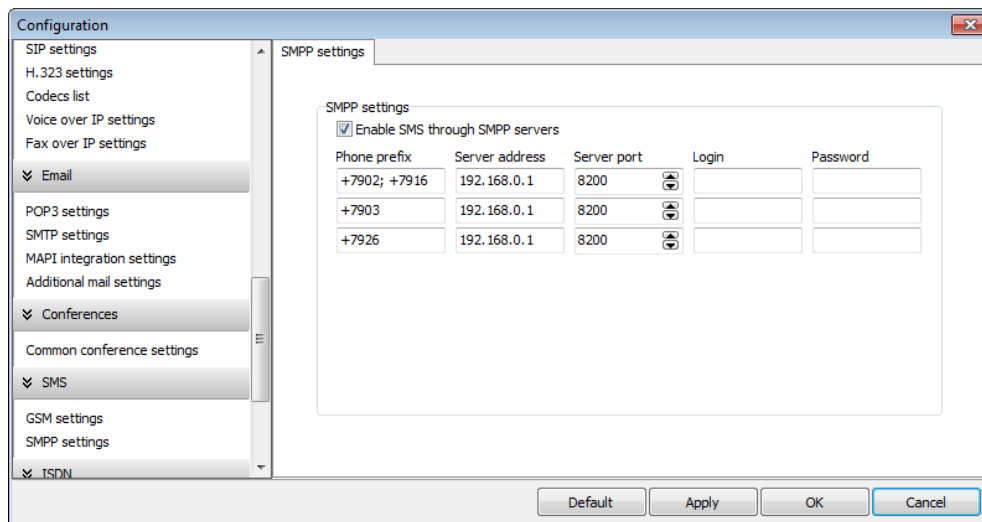 Configuration
SIP settings
H.323 settings
Codecs list
Voice over IP settings
Fax over IP settings
Email
POP3 settings
SMTP settings
MAPI integration settings
Additional mail settings
Conferences
Common conference settings
SMS
GSM settings
SMPP settings
ISDN
SMPP settings
SMPP settings
Enable SMS through SMPP servers
Phone prefix Server address Server port Login Password
+7902; +7916 192.168.0.1 8200
+7903 192.168.0.1 8200
+7926 192.168.0.1 8200
Default Apply OK Cancel